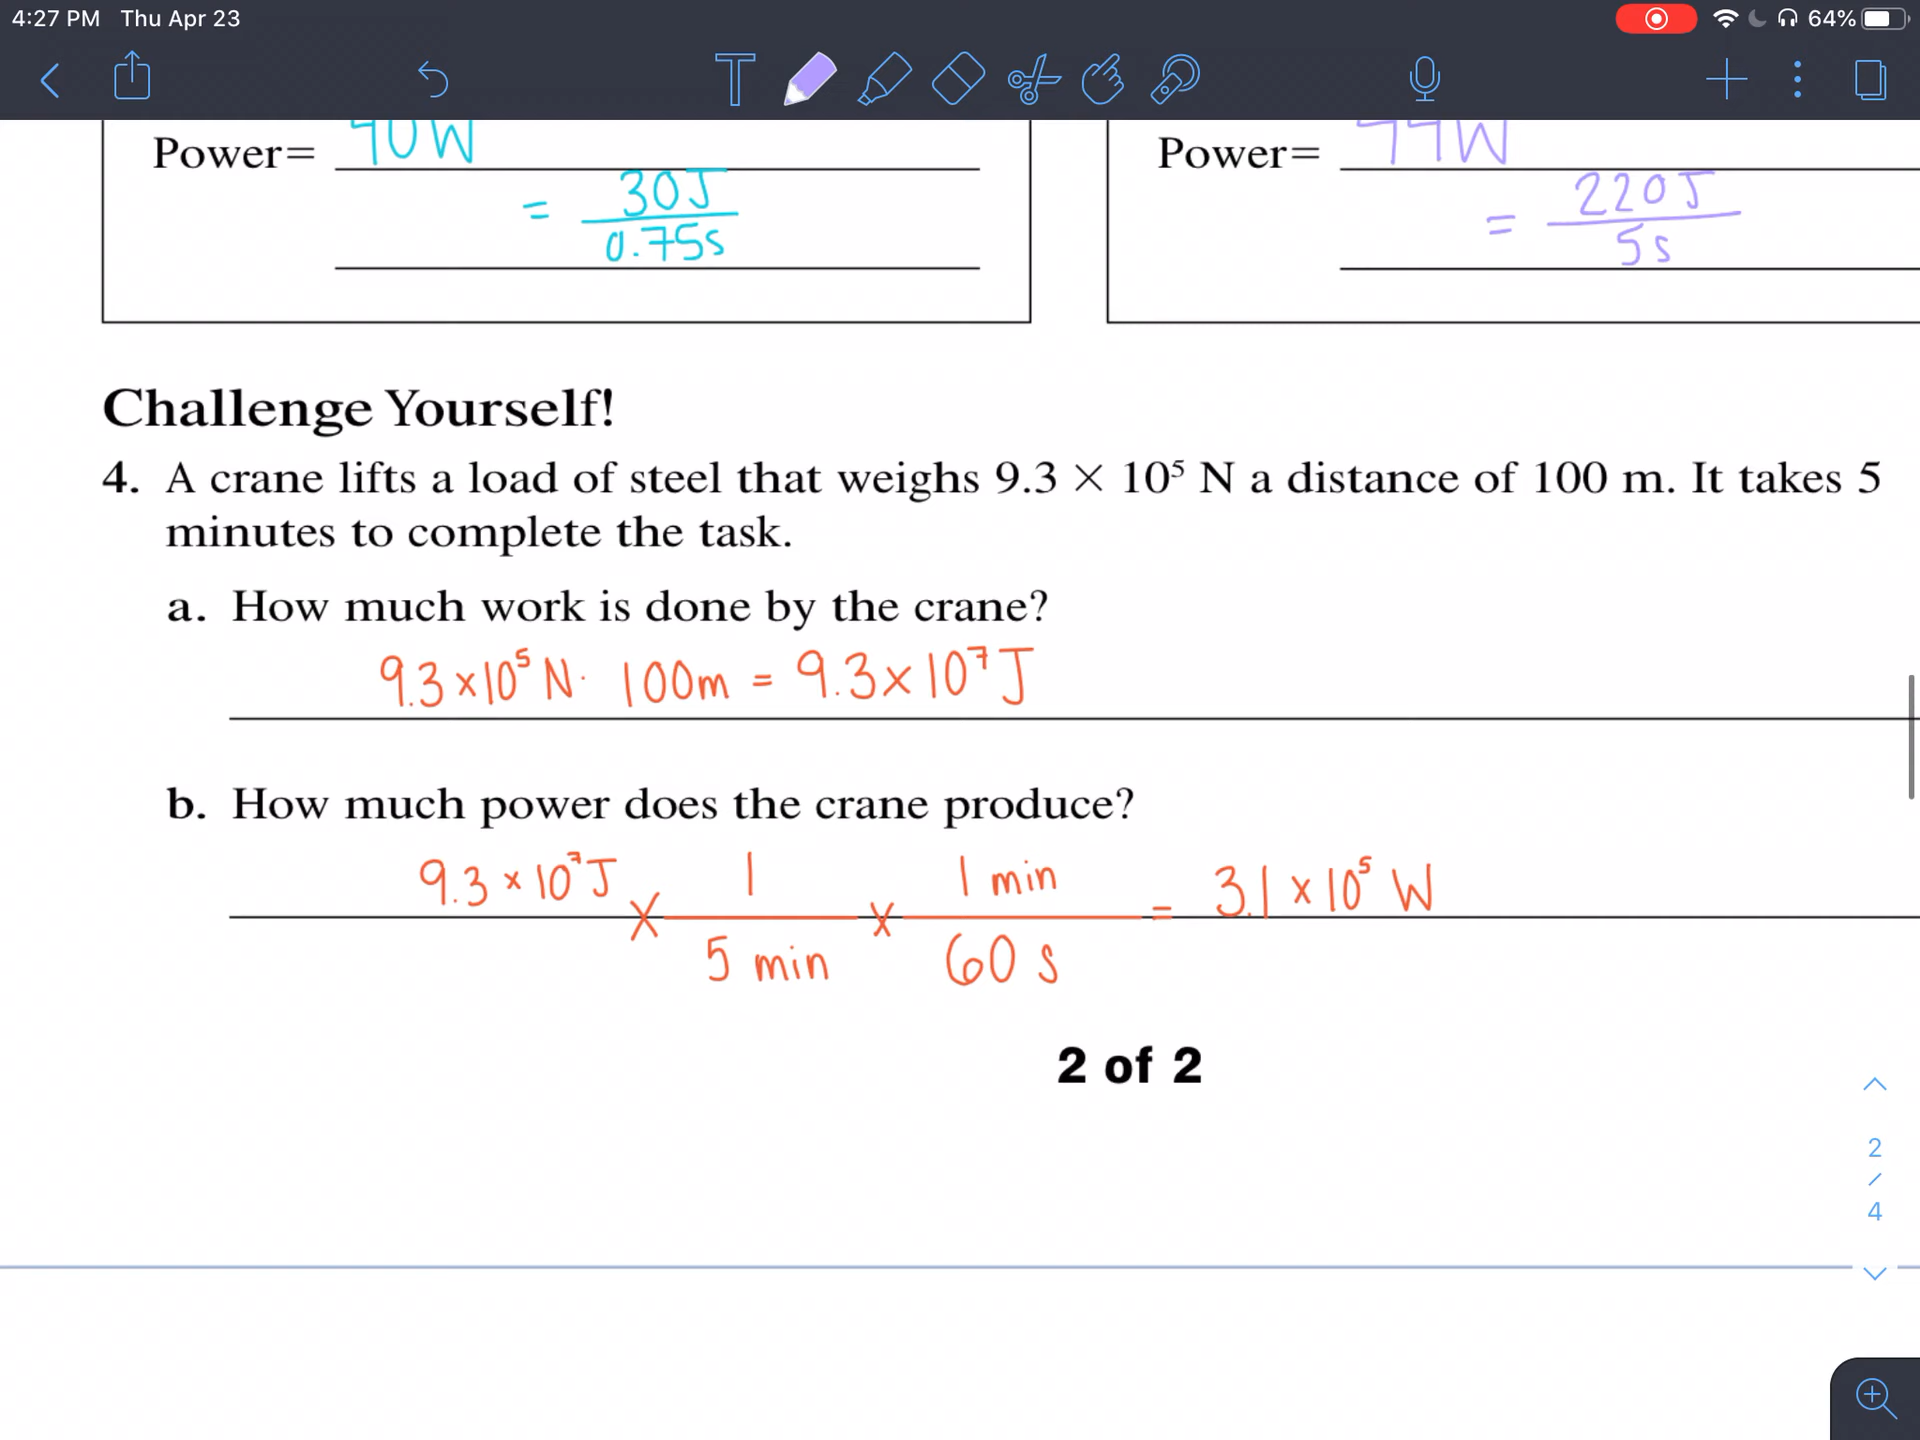 4:27 PM Thu Apr 23
64%
T
Power= 40W
= 30J
0.75s
Power= 44W
= 220J
5s
Challenge Yourself!
4. A crane lifts a load of steel that weighs 9.3 × 10⁵ N a distance of 100 m. It takes 5
minutes to complete the task.
a. How much work is done by the crane?
9.3 x 10⁵ N · 100m = 9.3 x 10⁷ J
b. How much power does the crane produce?
9.3 x 10⁷ J x 1 x 1 min = 3.1 x 10⁵ W
5 min 60 s
2 of 2
2
/
4